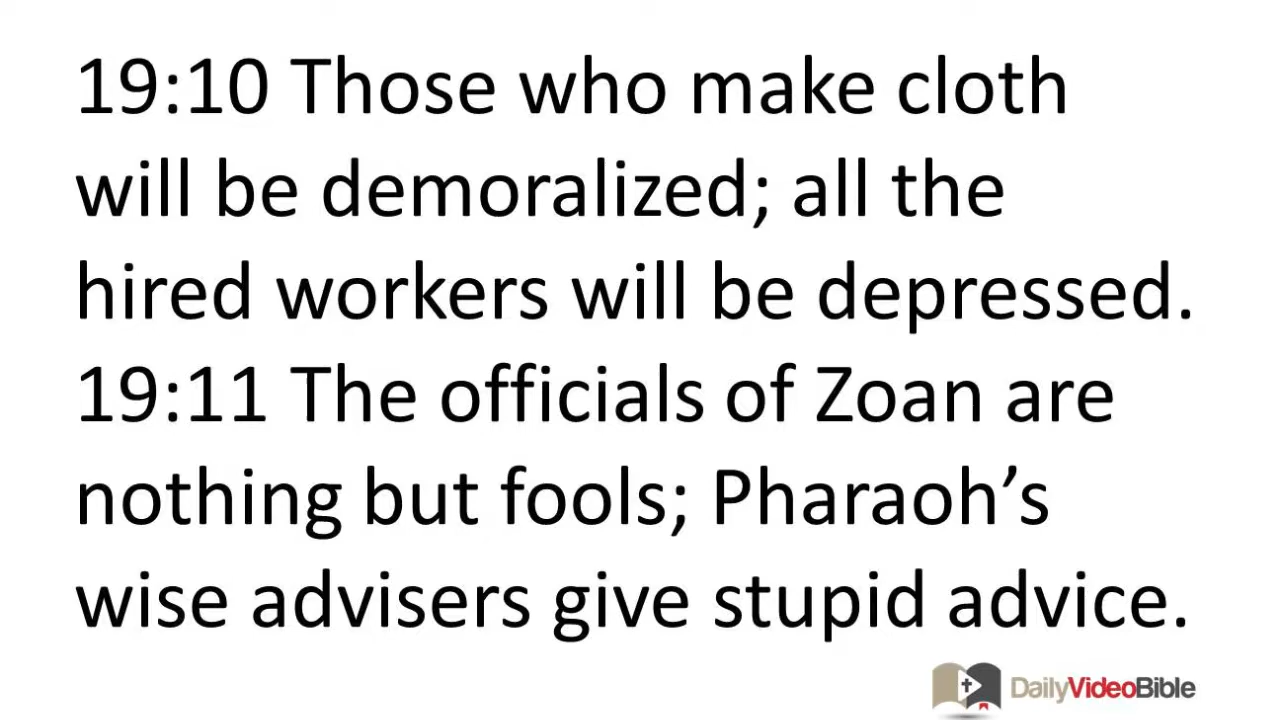 19:10 Those who make cloth
will be demoralized; all the
hired workers will be depressed.
19:11 The officials of Zoan are
nothing but fools; Pharaoh’s
wise advisers give stupid advice.
DailyVideoBible